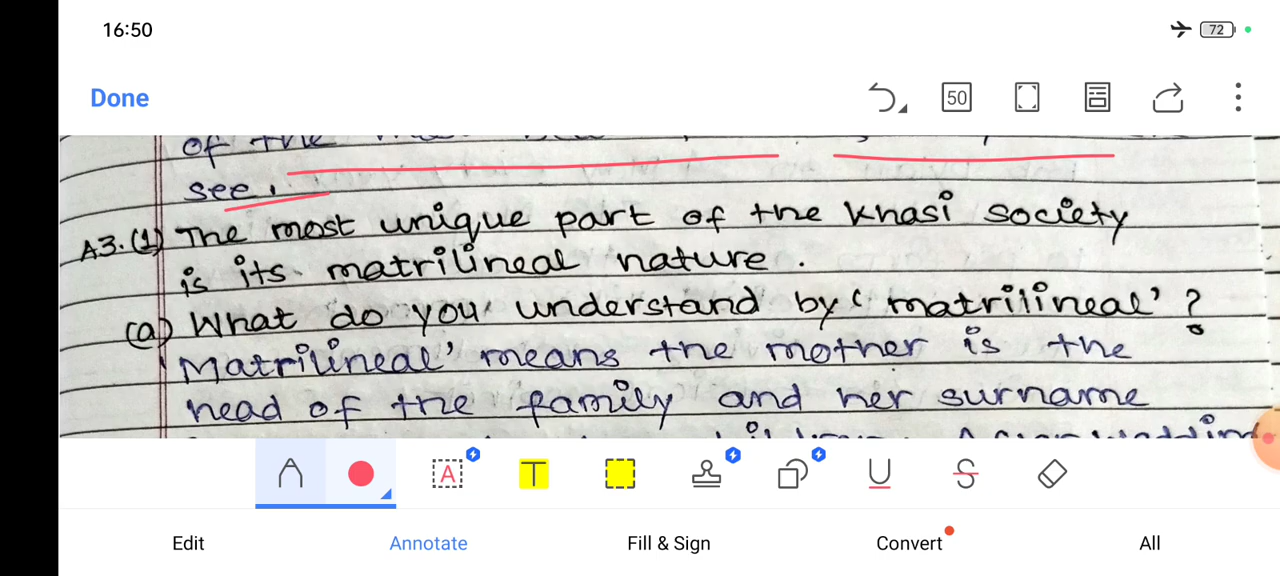 16:50
72
Done
50
of the
see.
A3.(1) The most unique part of the Khasi society
is its matrilineal nature.
(a) What do you understand by 'matrilineal'?
Matrilineal' means the mother is the
head of the family and her surname
A
T
U
S
Edit
Annotate
Fill & Sign
Convert
All